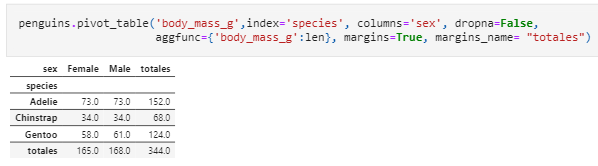 penguins.pivot_table('body_mass_g',index='species', columns='sex', dropna=False,
aggfunc={'body_mass_g':len}, margins=True, margins_name= "totales")
sex Female Male totales
species
Adelie 73.0 73.0 152.0
Chinstrap 34.0 34.0 68.0
Gentoo 58.0 61.0 124.0
totales 165.0 168.0 344.0